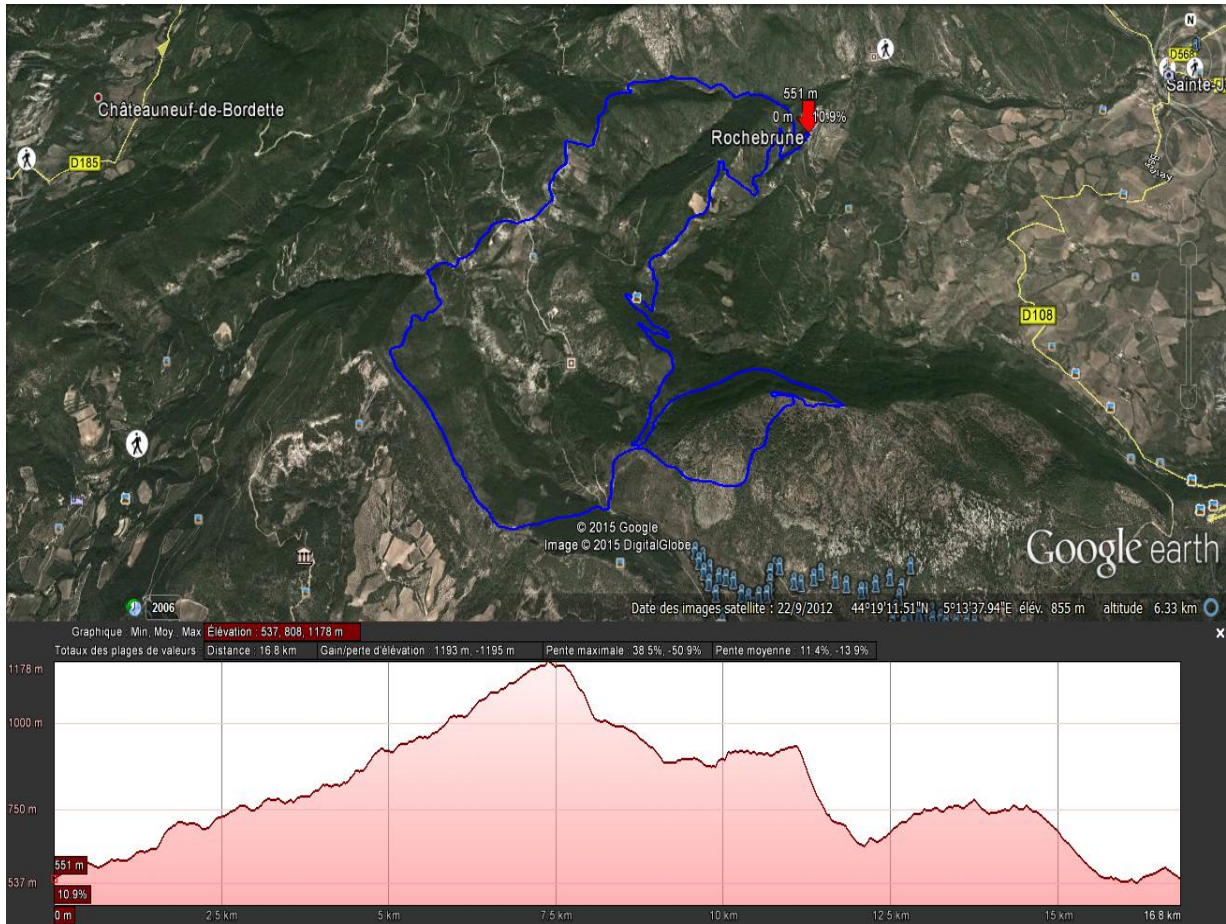 N
D568
Châteauneuf-de-Bordette
551 m
0 m 10.9%
Sainte-J
Rochebrune
D185
D108
© 2015 Google
Image © 2015 DigitalGlobe
Google earth
2006
Date des images satellite : 22/9/2012 44°19'11.51"N 5°13'37.94"E élév. 855 m altitude 6.33 km
Graphique : Min, Moy., Max Élévation : 537, 808, 1178 m
x
Totaux des plages de valeurs : Distance : 16.8 km Gain/perte d'élévation : 1193 m, -1195 m Pente maximale : 38.5%, -50.9% Pente moyenne : 11.4%, -13.9%
1178 m
1000 m
750 m
551 m
537 m
10.9%
0 m 2.5 km 5 km 7.5 km 10 km 12.5 km 15 km 16.8 km